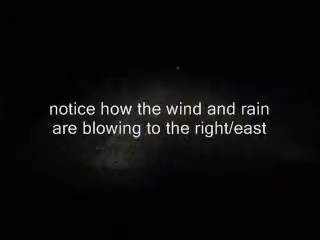 notice how the wind and rain
are blowing to the right/east